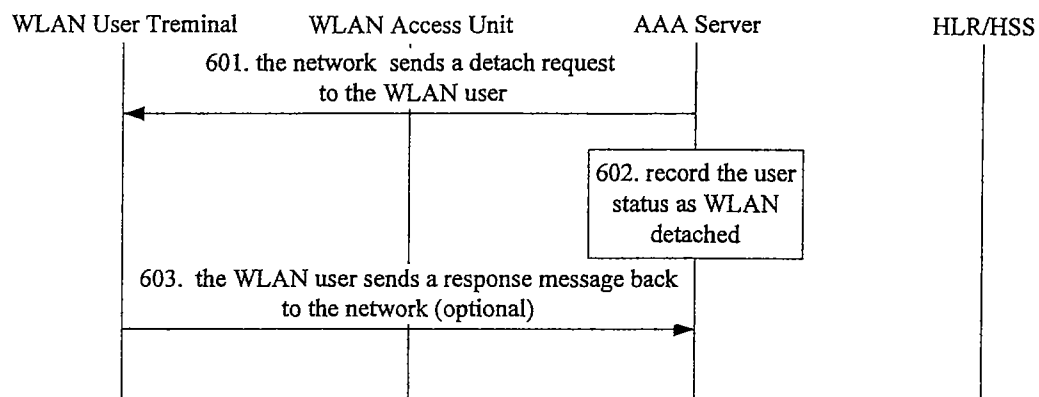 WLAN User Treminal
WLAN Access Unit
AAA Server
HLR/HSS
601. the network sends a detach request
to the WLAN user
602. record the user
status as WLAN
detached
603. the WLAN user sends a response message back
to the network (optional)